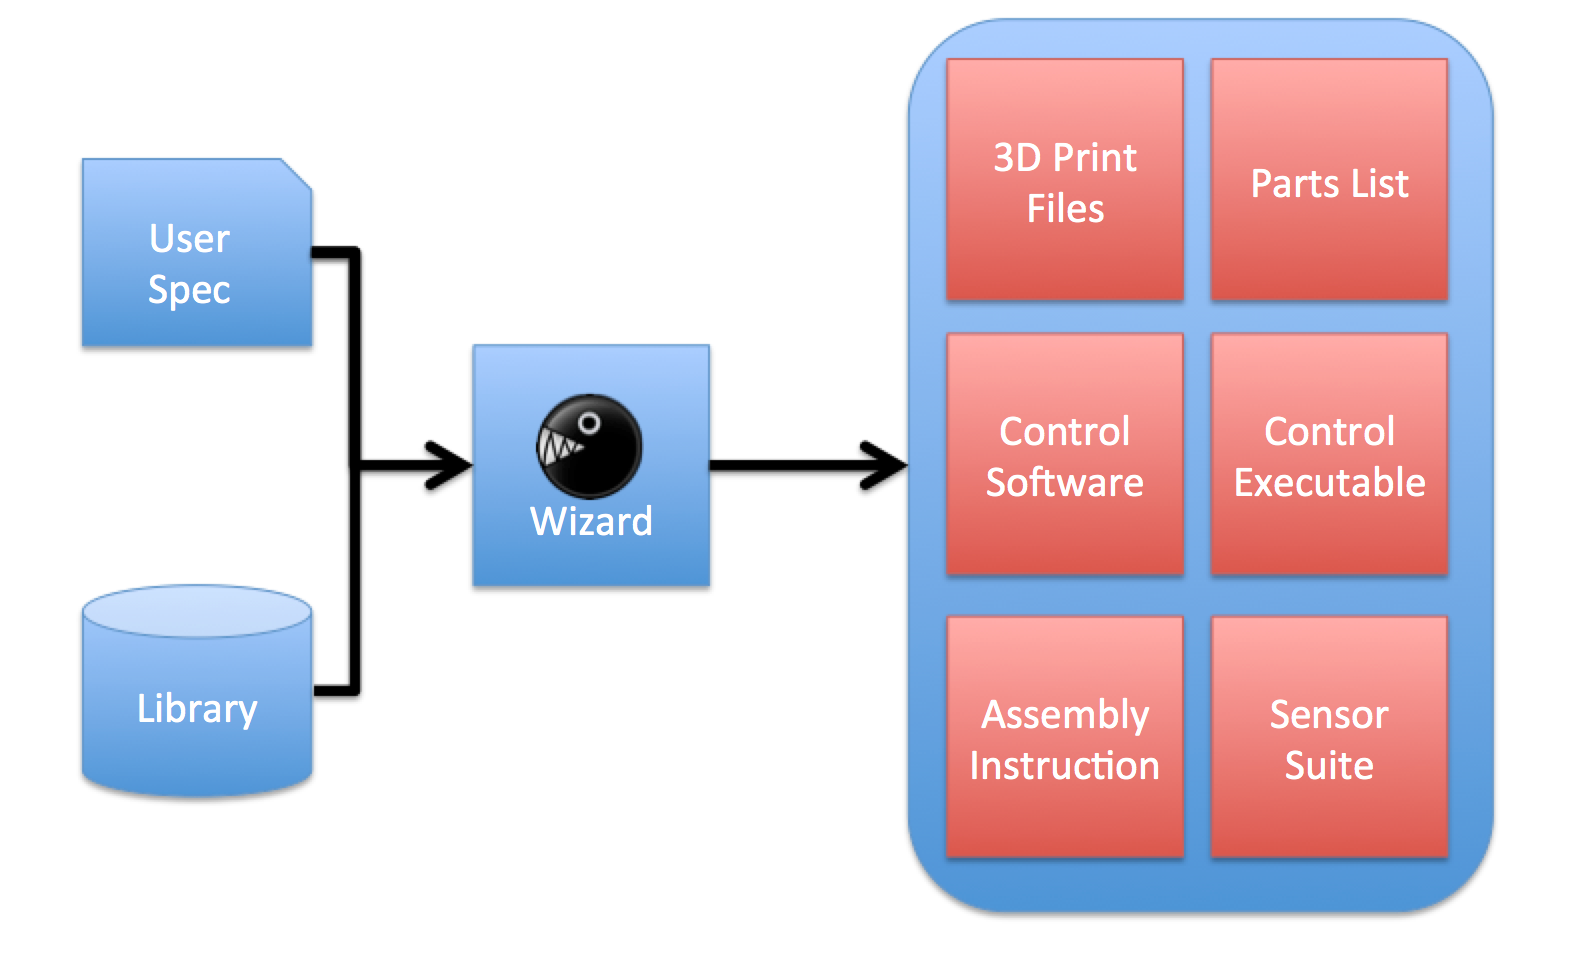 User
Spec
Library
Wizard
3D Print
Files
Parts List
Control
Software
Control
Executable
Assembly
Instruction
Sensor
Suite